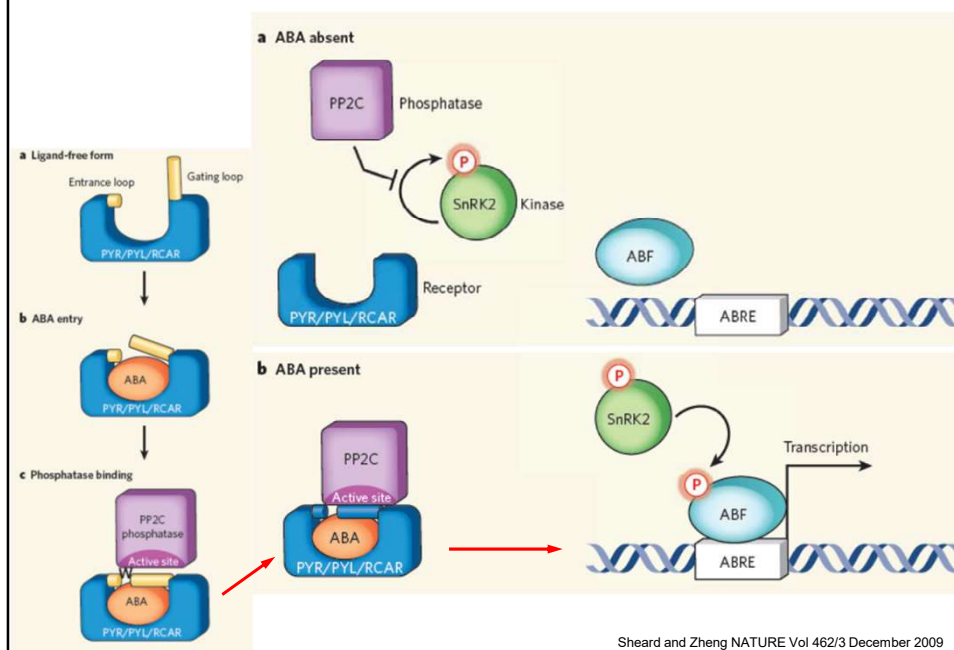 a Ligand-free form
Entrance loop
Gating loop
PYR/PYL/RCAR
b ABA entry
ABA
PYR/PYL/RCAR
c Phosphatase binding
PP2C
phosphatase
Active site
W
ABA
PYR/PYL/RCAR
a ABA absent
PP2C
Phosphatase
P
SnRK2
Kinase
Receptor
PYR/PYL/RCAR
ABF
ABRE
b ABA present
PP2C
Active site
ABA
PYR/PYL/RCAR
P
SnRK2
Transcription
P
ABF
ABRE
Sheard and Zheng NATURE Vol 462/3 December 2009